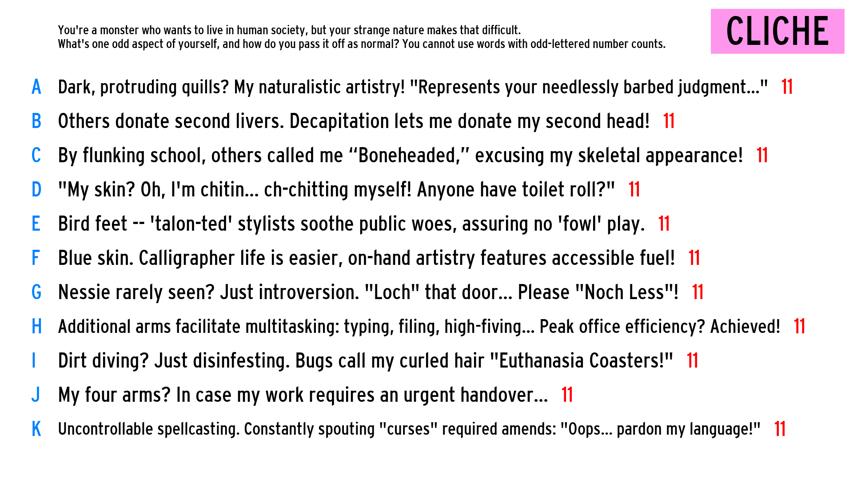 You're a monster who wants to live in human society, but your strange nature makes that difficult.
What's one odd aspect of yourself, and how do you pass it off as normal? You cannot use words with odd-lettered number counts.
CLICHE
A Dark, protruding quills? My naturalistic artistry! "Represents your needlessly barbed judgment..." 11
B Others donate second livers. Decapitation lets me donate my second head! 11
C By flunking school, others called me “Boneheaded,” excusing my skeletal appearance! 11
D "My skin? Oh, I'm chitin... ch-chitting myself! Anyone have toilet roll?" 11
E Bird feet -- 'talon-ted' stylists soothe public woes, assuring no 'fowl' play. 11
F Blue skin. Calligrapher life is easier, on-hand artistry features accessible fuel! 11
G Nessie rarely seen? Just introversion. "Loch" that door... Please "Noch Less"! 11
H Additional arms facilitate multitasking: typing, filing, high-fiving... Peak office efficiency? Achieved! 11
I Dirt diving? Just disinfesting. Bugs call my curled hair "Euthanasia Coasters!" 11
J My four arms? In case my work requires an urgent handover... 11
K Uncontrollable spellcasting. Constantly spouting "curses" required amends: "Oops... pardon my language!" 11